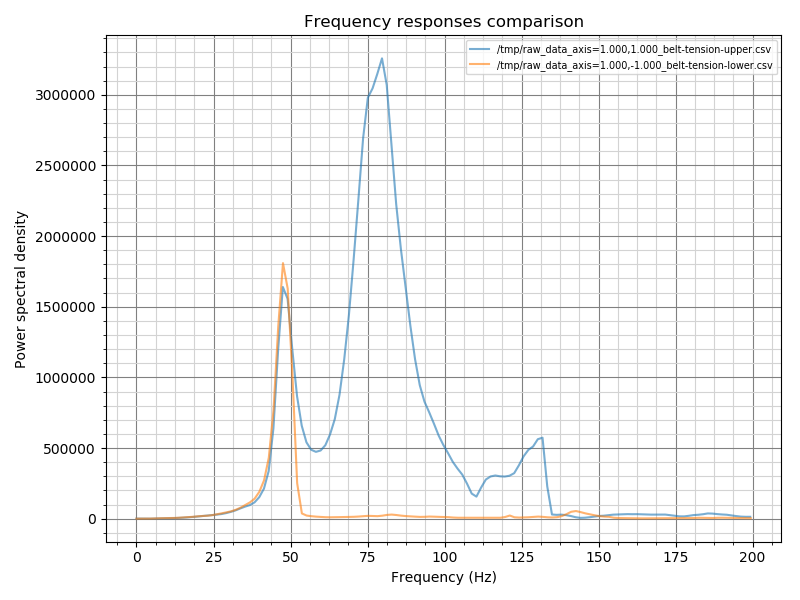 Frequency responses comparison
/tmp/raw_data_axis=1.000,1.000_belt-tension-upper.csv
/tmp/raw_data_axis=1.000,-1.000_belt-tension-lower.csv
Power spectral density
3000000
2500000
2000000
1500000
1000000
500000
0
0 25 50 75 100 125 150 175 200
Frequency (Hz)